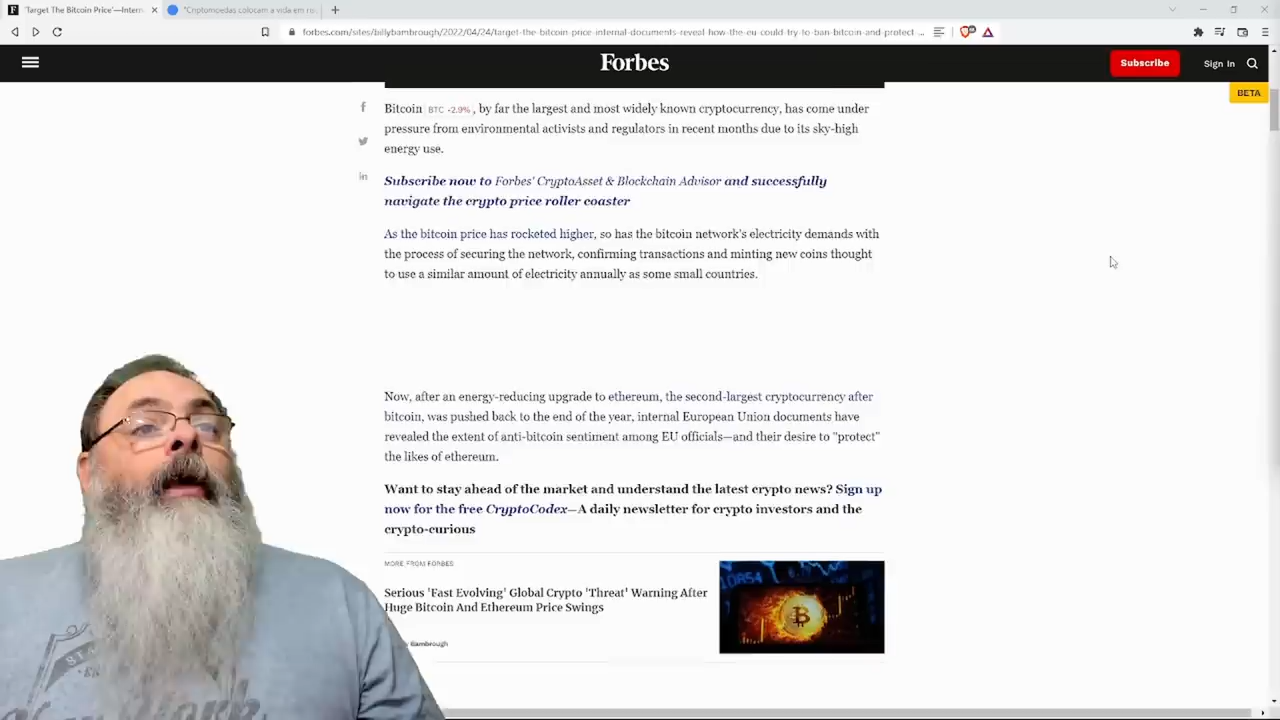 'Target The Bitcoin Price'—Intern
"Criptomoedas colocam a vida em ro
forbes.com/sites/billybambrough/2022/04/24/target-the-bitcoin-price-internal-documents-reveal-how-the-eu-could-try-to-ban-bitcoin-and-protect ...
Forbes
Subscribe
Sign In
BETA
Bitcoin BTC -2.9% , by far the largest and most widely known cryptocurrency, has come under
pressure from environmental activists and regulators in recent months due to its sky-high
energy use.
Subscribe now to Forbes' CryptoAsset & Blockchain Advisor and successfully
navigate the crypto price roller coaster
As the bitcoin price has rocketed higher, so has the bitcoin network's electricity demands with
the process of securing the network, confirming transactions and minting new coins thought
to use a similar amount of electricity annually as some small countries.
Now, after an energy-reducing upgrade to ethereum, the second-largest cryptocurrency after
bitcoin, was pushed back to the end of the year, internal European Union documents have
revealed the extent of anti-bitcoin sentiment among EU officials—and their desire to "protect"
the likes of ethereum.
Want to stay ahead of the market and understand the latest crypto news? Sign up
now for the free CryptoCodex—A daily newsletter for crypto investors and the
crypto-curious
MORE FROM FORBES
Serious 'Fast Evolving' Global Crypto 'Threat' Warning After
Huge Bitcoin And Ethereum Price Swings
Bambrough